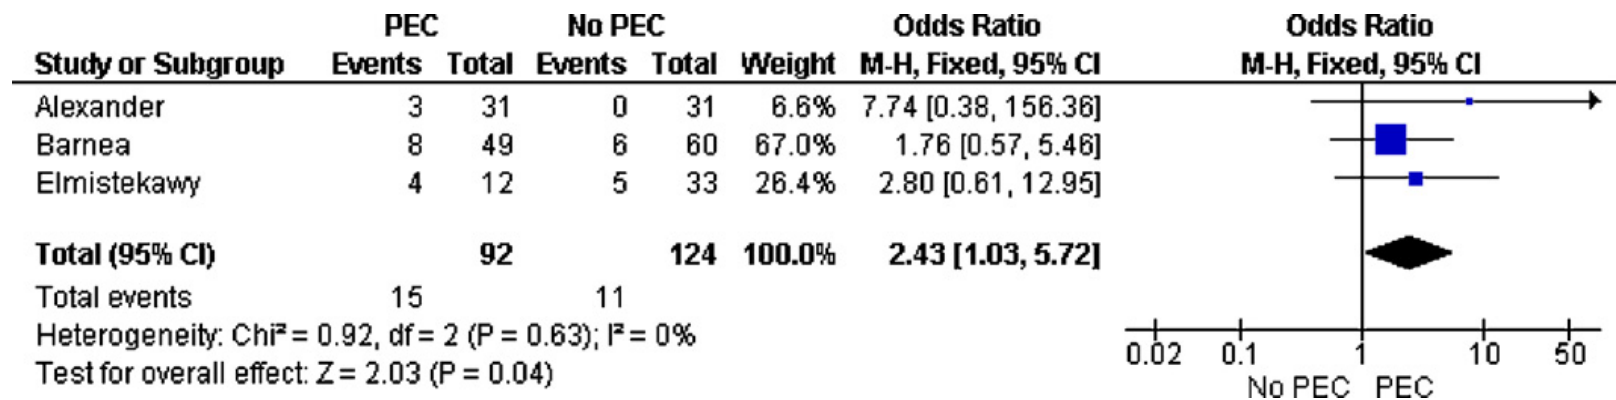 PEC No PEC Odds Ratio Odds Ratio
Study or Subgroup Events Total Events Total Weight M-H, Fixed, 95% CI M-H, Fixed, 95% CI
Alexander 3 31 0 31 6.6% 7.74 [0.38, 156.36]
Barnea 8 49 6 60 67.0% 1.76 [0.57, 5.46]
Elmistekawy 4 12 5 33 26.4% 2.80 [0.61, 12.95]
Total (95% CI) 92 124 100.0% 2.43 [1.03, 5.72]
Total events 15 11
Heterogeneity: Chi² = 0.92, df = 2 (P = 0.63); I² = 0%
Test for overall effect: Z = 2.03 (P = 0.04)
0.02 0.1 1 10 50
No PEC PEC